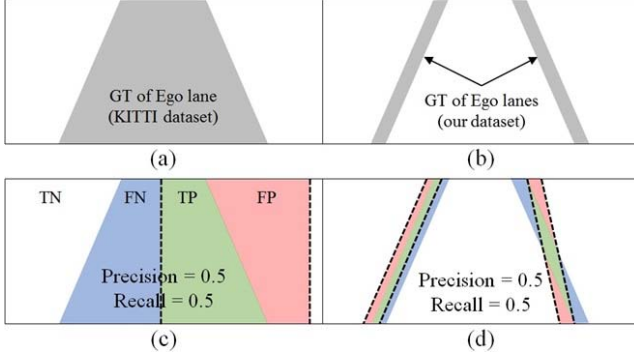 GT of Ego lane
(KITTI dataset)
GT of Ego lanes
(our dataset)
(a)
(b)
TN
FN
TP
FP
Precision = 0.5
Recall = 0.5
Precision = 0.5
Recall = 0.5
(c)
(d)